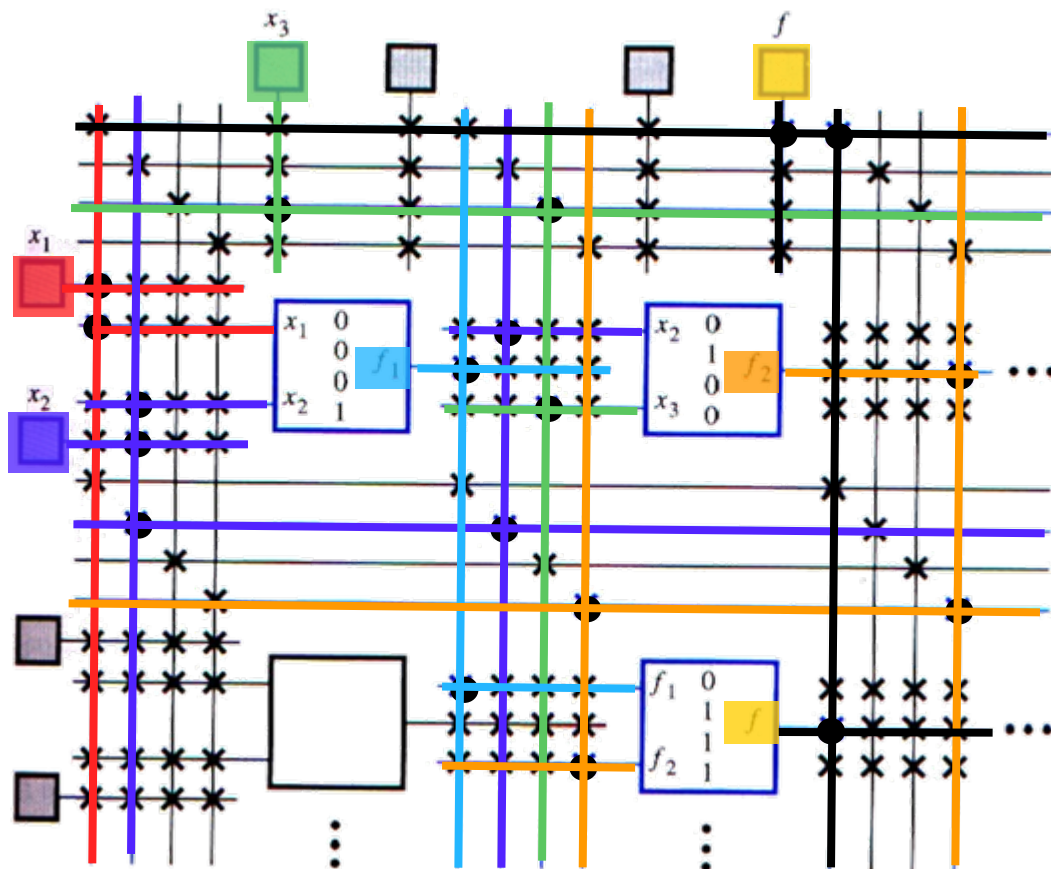 x₃ f
x₁
x₁ 0
0
0 f₁
x₂ 1
x₂ 0
1
0 f₂
x₃ 0
x₂
f₁ 0
1
1 f
f₂ 1